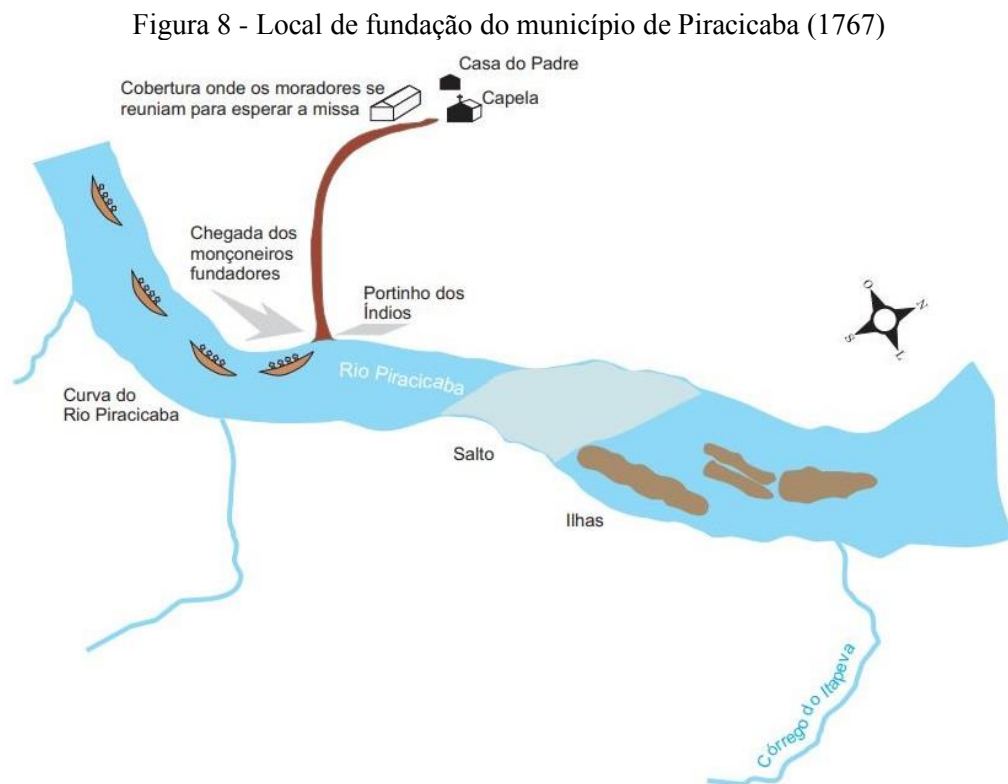 Figura 8 - Local de fundação do município de Piracicaba (1767)
Casa do Padre
Cobertura onde os moradores se
reuniam para esperar a missa
Capela
Chegada dos
monçoneiros
fundadores
Portinho dos
Índios
O
N
S
L
Rio Piracicaba
Curva do
Rio Piracicaba
Salto
Ilhas
Córrego do Itapeva